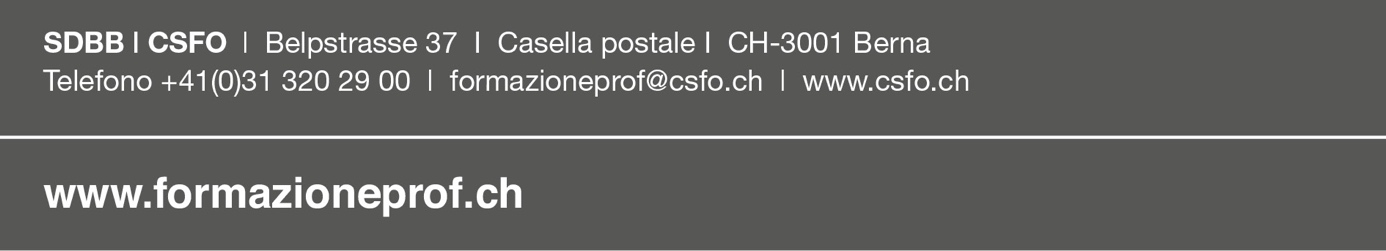 SDBB | CSFO | Belpstrasse 37 | Casella postale | CH-3001 Berna
Telefono +41(0)31 320 29 00 | formazioneprof@csfo.ch | www.csfo.ch
www.formazioneprof.ch